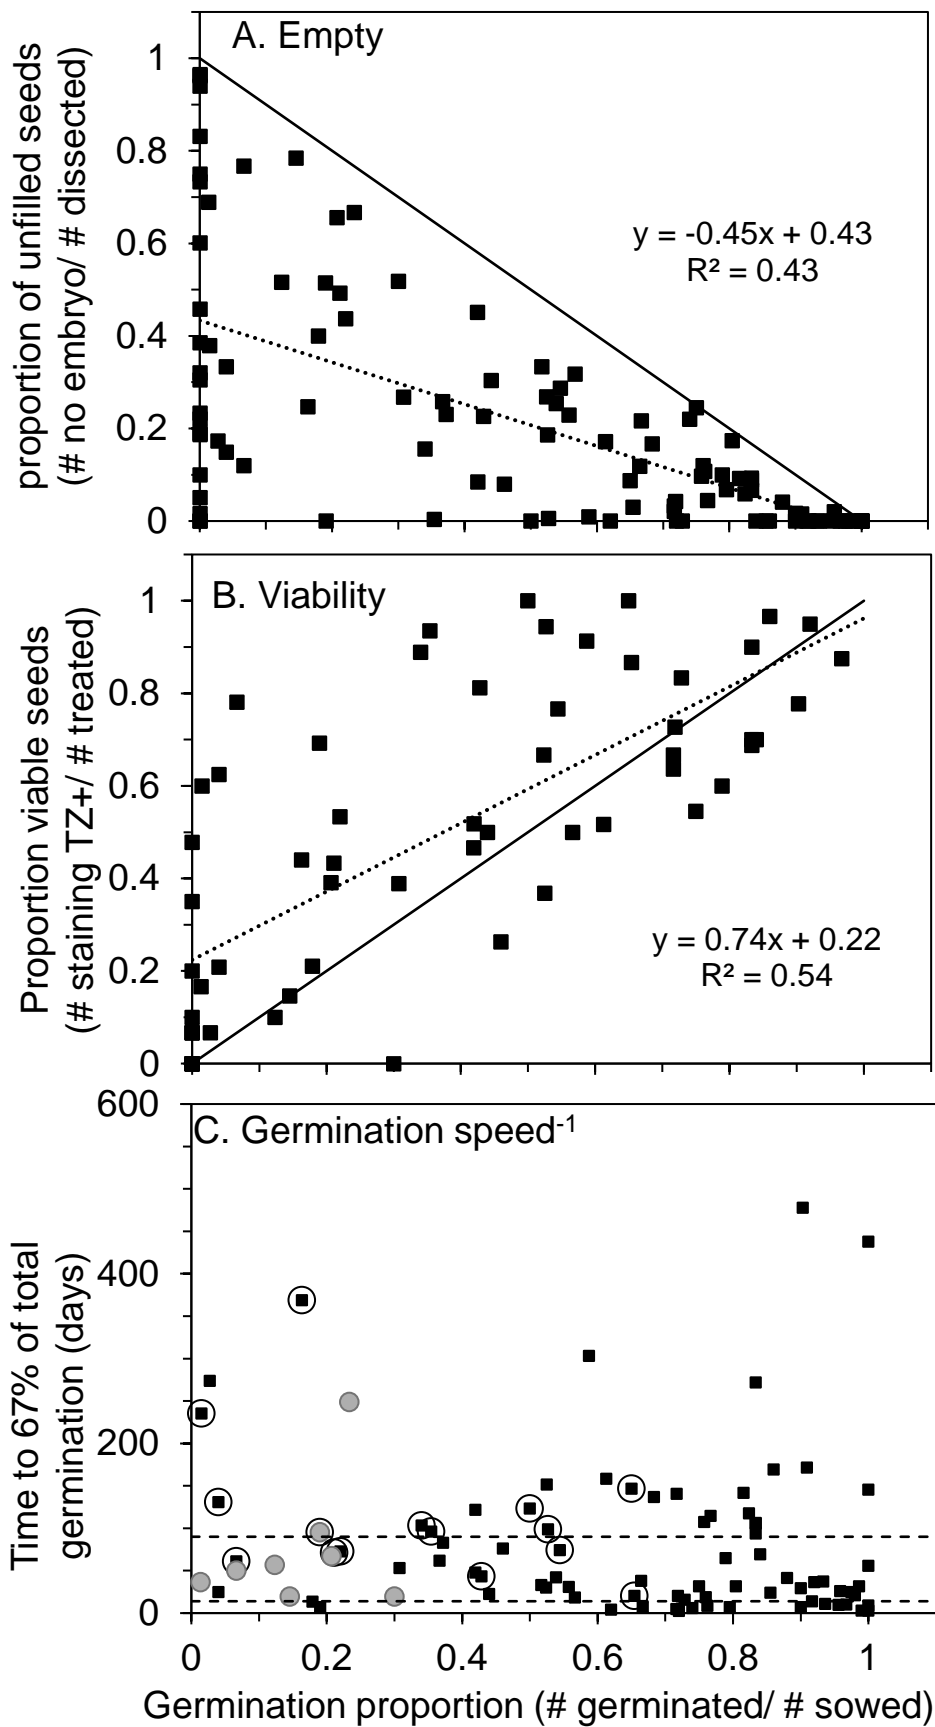 A. Empty
proportion of unfilled seeds
(# no embryo/ # dissected)
1
0.8
0.6
0.4
0.2
0
y = -0.45x + 0.43
R² = 0.43
B. Viability
Proportion viable seeds
(# staining TZ+/ # treated)
1
0.8
0.6
0.4
0.2
0
y = 0.74x + 0.22
R² = 0.54
C. Germination speed⁻¹
Time to 67% of total
germination (days)
600
400
200
0
0 0.2 0.4 0.6 0.8 1
Germination proportion (# germinated/ # sowed)